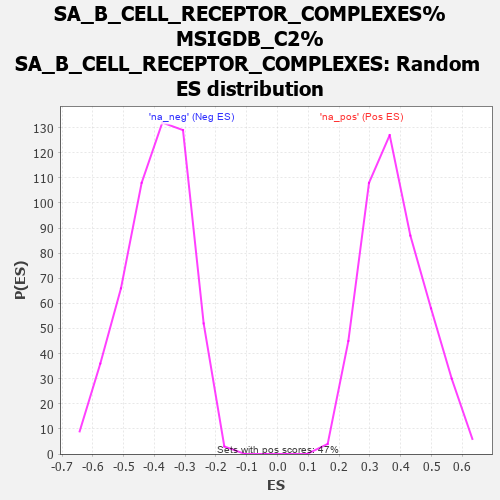 SA_B_CELL_RECEPTOR_COMPLEXES%
MSIGDB_C2%
SA_B_CELL_RECEPTOR_COMPLEXES: Random
ES distribution
'na_neg' (Neg ES) 'na_pos' (Pos ES)
130
120
110
100
90
80
70
60
50
40
30
20
10
0
P(ES)
Sets with pos scores: 47%
-0.7 -0.6 -0.5 -0.4 -0.3 -0.2 -0.1 0.0 0.1 0.2 0.3 0.4 0.5 0.6
ES